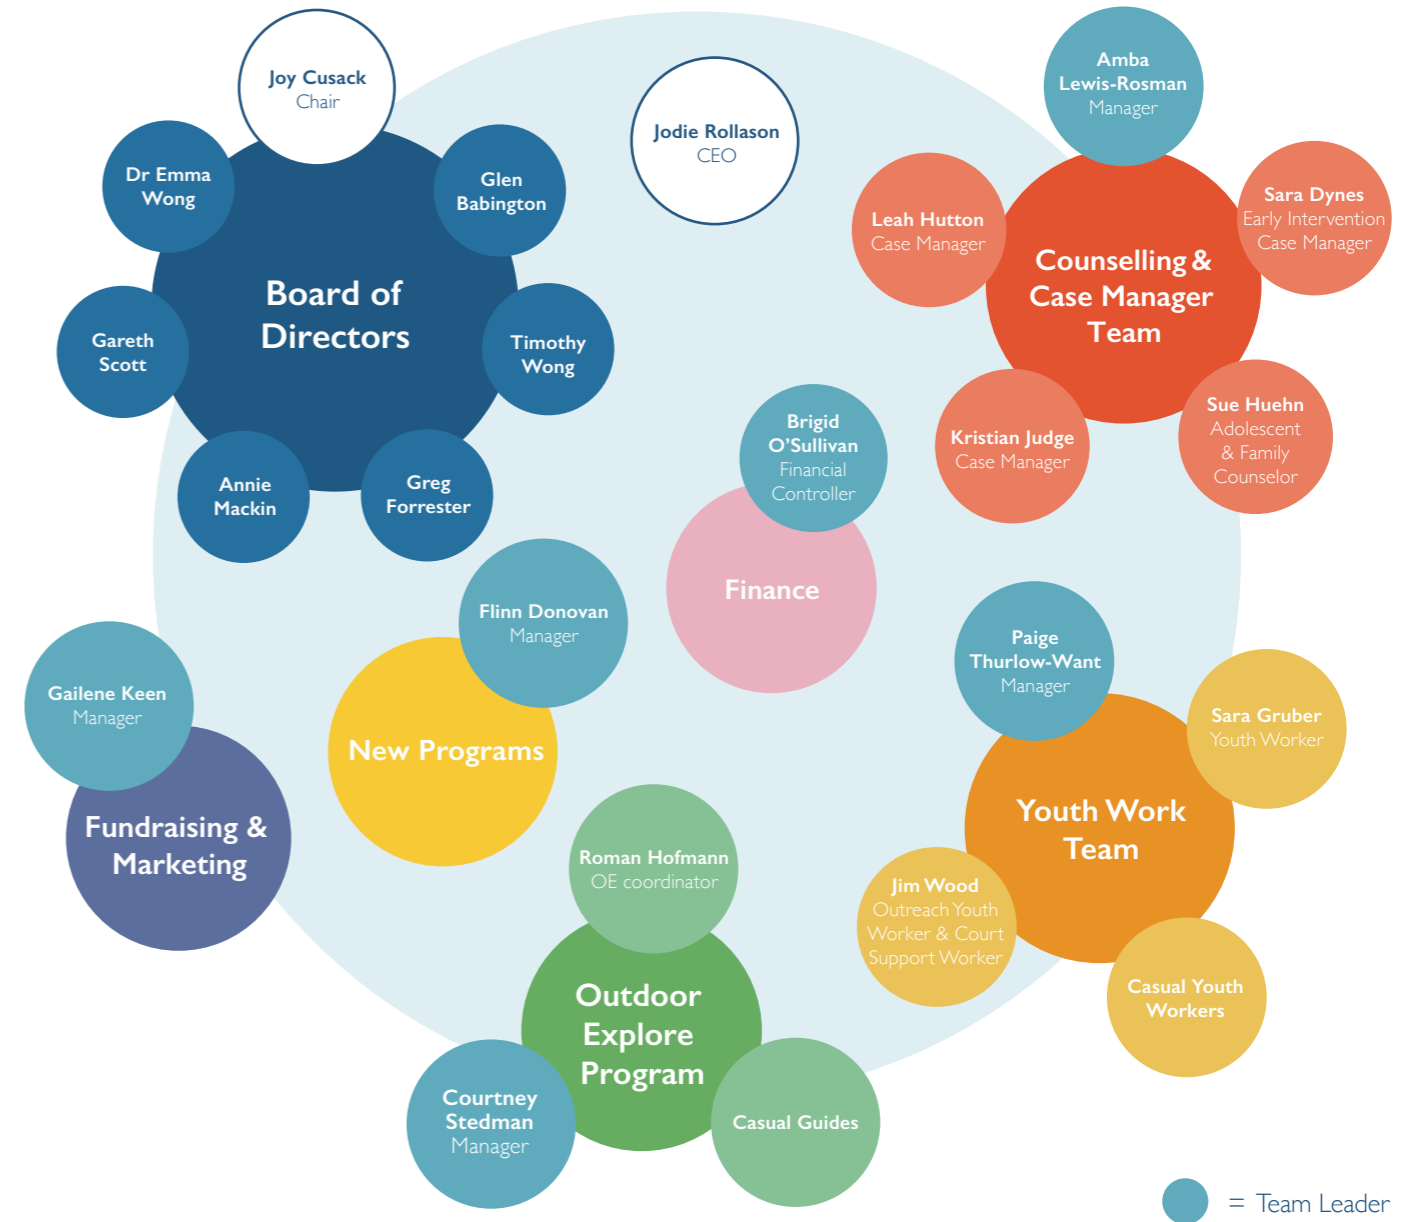 Joy Cusack
Chair
Dr Emma
Wong
Glen
Babington
Gareth
Scott
Board of
Directors
Timothy
Wong
Annie
Mackin
Greg
Forrester
Jodie Rollason
CEO
Amba
Lewis-Rosman
Manager
Leah Hutton
Case Manager
Sara Dynes
Early Intervention
Case Manager
Counselling &
Case Manager
Team
Kristian Judge
Case Manager
Sue Huehn
Adolescent
& Family
Counselor
Brigid
O’Sullivan
Financial
Controller
Finance
Flinn Donovan
Manager
New Programs
Gailene Keen
Manager
Fundraising &
Marketing
Paige
Thurlow-Want
Manager
Sara Gruber
Youth Worker
Youth Work
Team
Jim Wood
Outreach Youth
Worker & Court
Support Worker
Casual Youth
Workers
Roman Hofmann
OE coordinator
Outdoor
Explore
Program
Courtney
Stedman
Manager
Casual Guides
= Team Leader